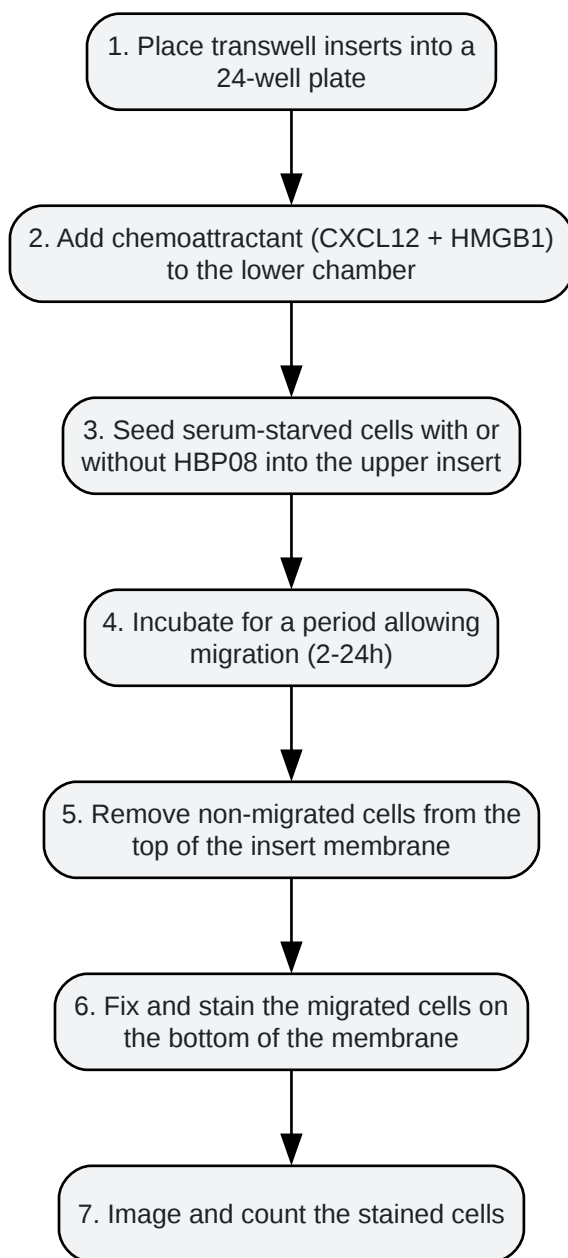 1. Place transwell inserts into a
24-well plate
2. Add chemoattractant (CXCL12 + HMGB1)
to the lower chamber
3. Seed serum-starved cells with or
without HBP08 into the upper insert
4. Incubate for a period allowing
migration (2-24h)
5. Remove non-migrated cells from the
top of the insert membrane
6. Fix and stain the migrated cells on
the bottom of the membrane
7. Image and count the stained cells